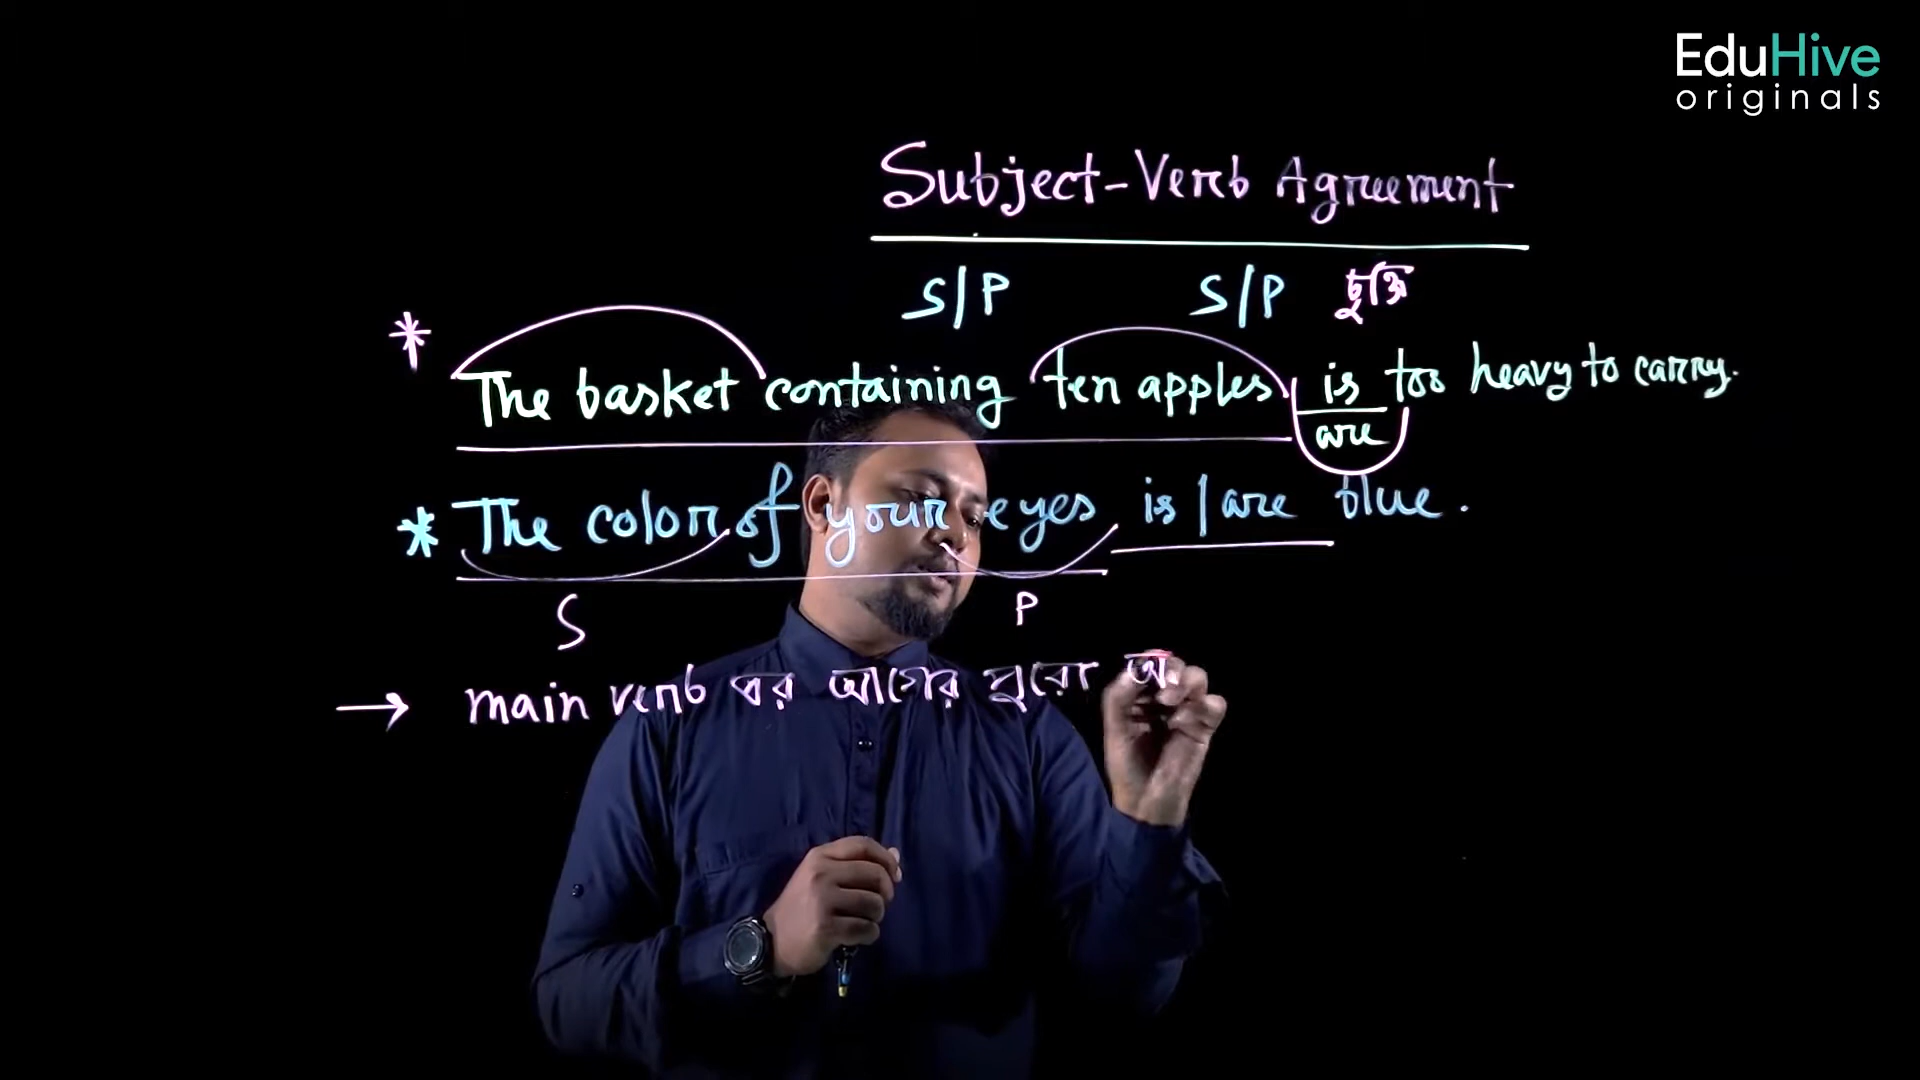 EduHive
originals
Subject-Verb Agreement
S/P S/P চুক্তি
* The basket containing ten apples is too heavy to carry.
are
* The color of your eyes is/are blue.
S P
→ main verb এর আগের পুরো অ